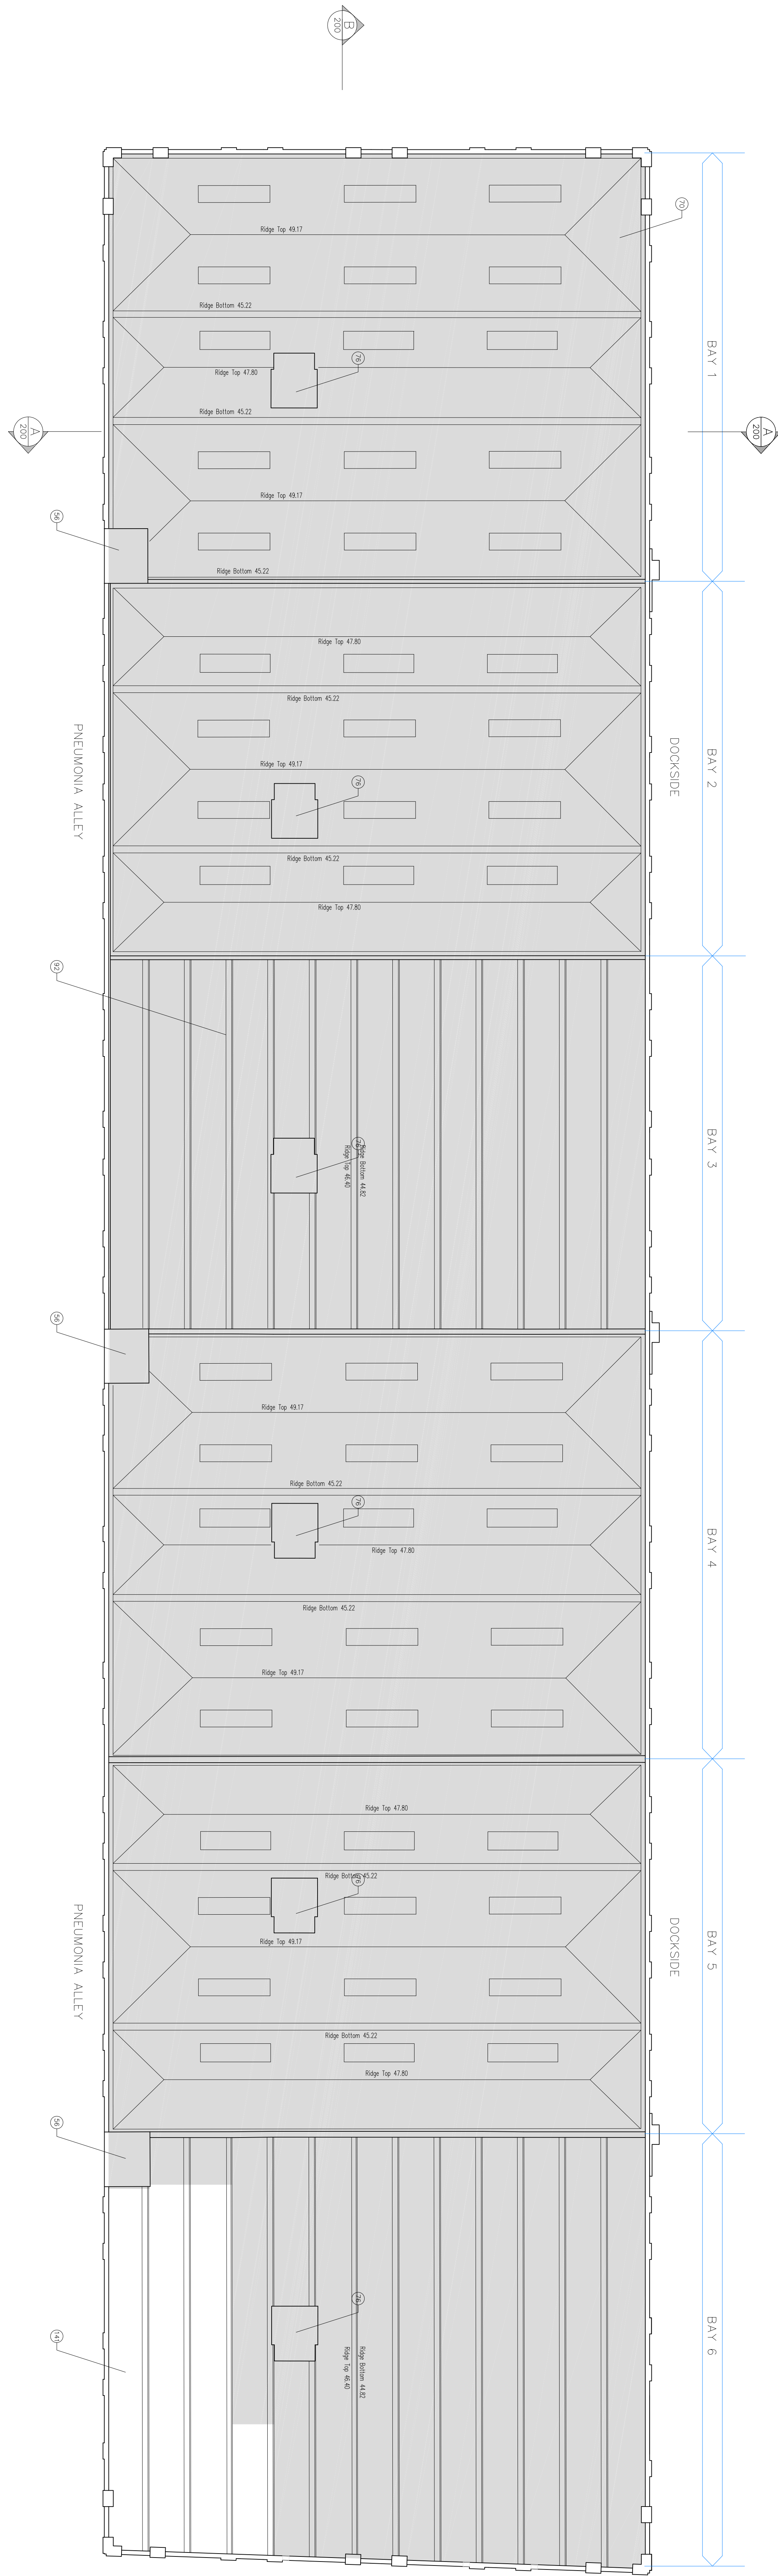 B
200
70
Ridge Top 49.17
Ridge Bottom 45.22
BAY 1
76
Ridge Top 47.80
Ridge Bottom 45.22
A
200
A
200
Ridge Top 49.17
56
Ridge Bottom 45.22
Ridge Top 47.80
Ridge Bottom 45.22
PNEUMONIA ALLEY
DOCKSIDE
BAY 2
Ridge Top 49.17
76
Ridge Bottom 45.22
Ridge Top 47.80
92
BAY 3
76
Ridge Bottom 44.82
Ridge Top 46.40
56
Ridge Top 49.17
Ridge Bottom 45.22
76
Ridge Top 47.80
BAY 4
Ridge Bottom 45.22
Ridge Top 49.17
Ridge Top 47.80
Ridge Bottom 45.22
76
Ridge Top 49.17
PNEUMONIA ALLEY
DOCKSIDE
BAY 5
Ridge Bottom 45.22
Ridge Top 47.80
56
76
BAY 6
Ridge Bottom 44.82
Ridge Top 46.40
141